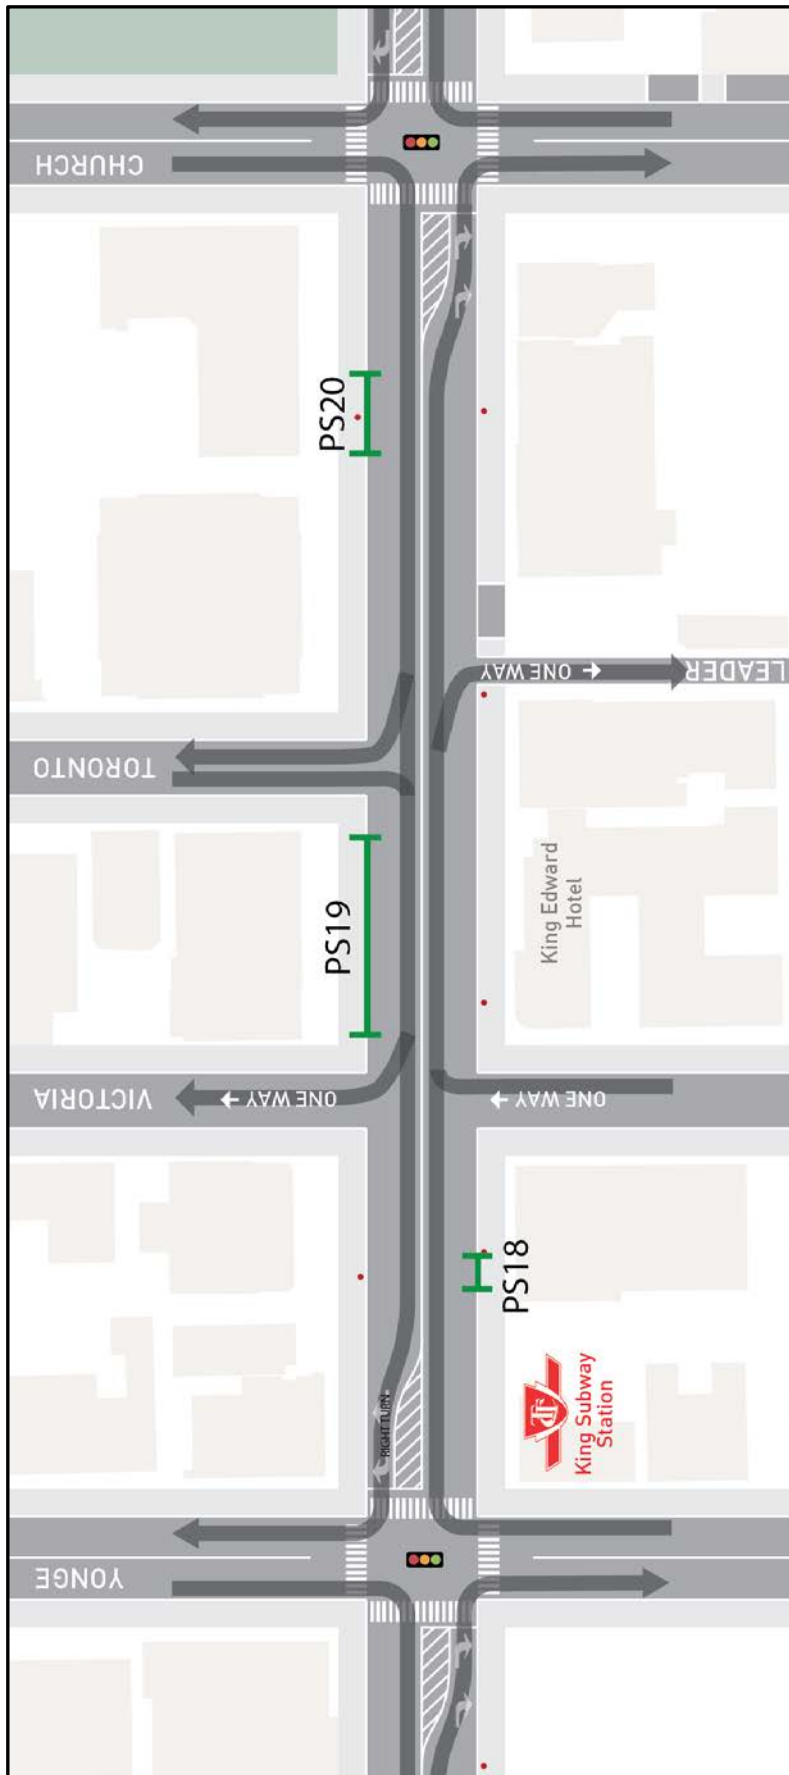 CHURCH
PS20
ONE WAY
LEADER
TORONTO
PS19
King Edward
Hotel
VICTORIA
ONE WAY
ONE WAY
PS18
King Subway
Station
RIGHT TURN
YONGE